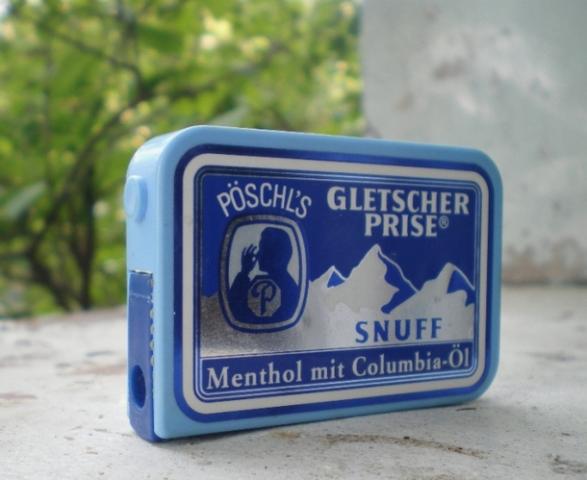 PÖSCHL'S
GLETSCHER
PRISE®
P
SNUFF
Menthol mit Columbia-Öl